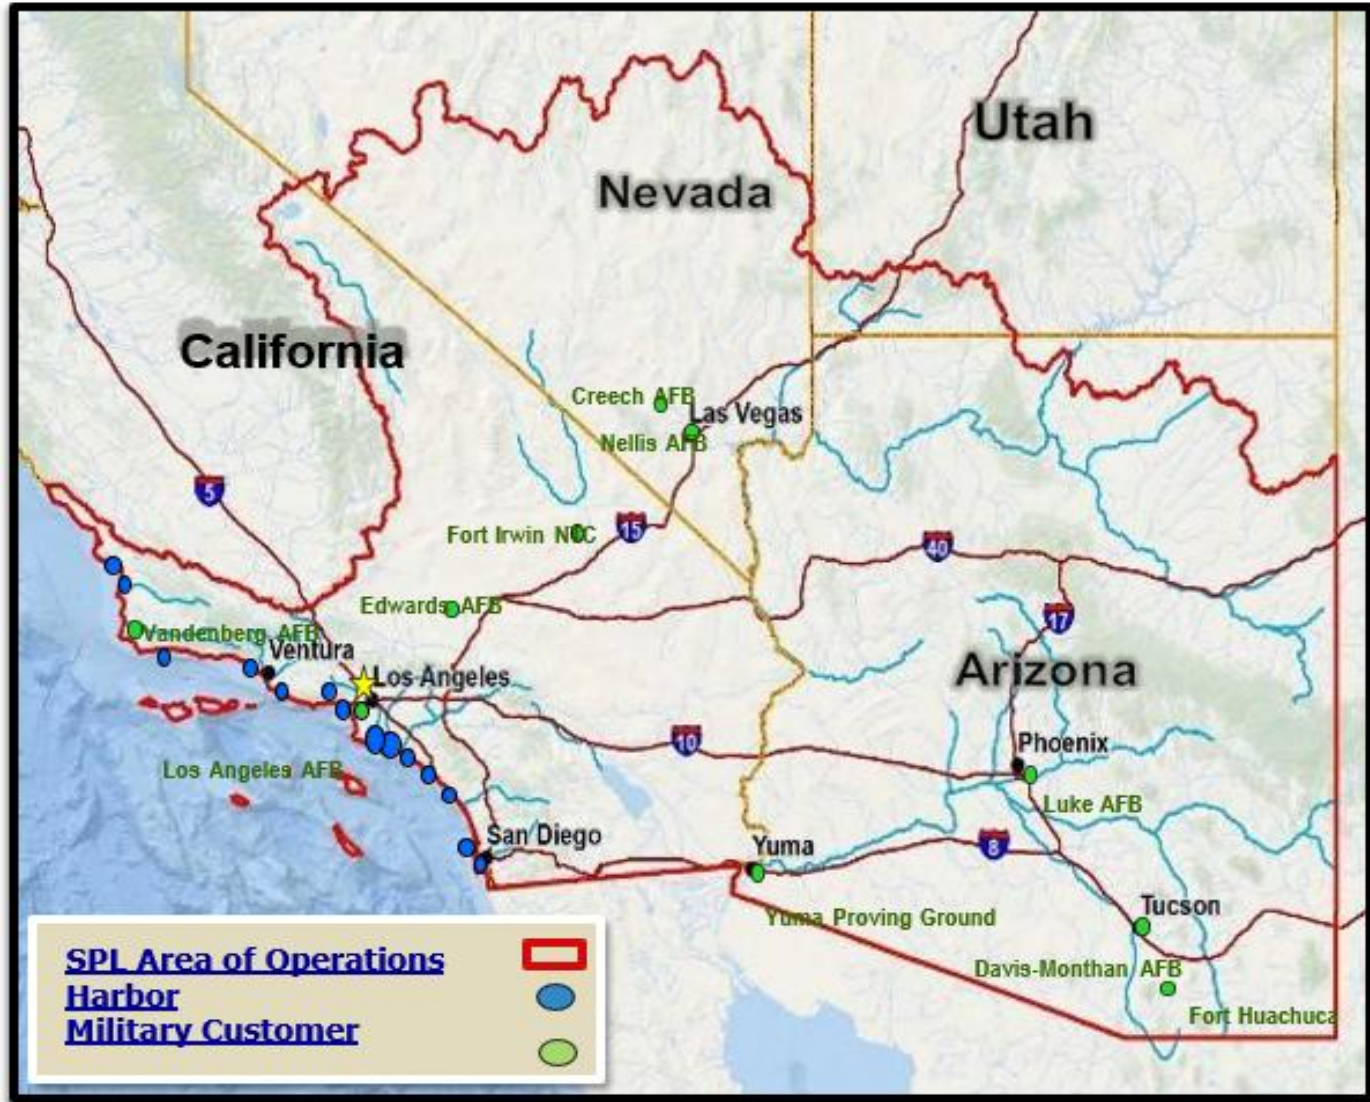 Utah
Nevada
California
Creech AFB
Las Vegas
Nellis AFB
5
Fort Irwin NTC
15
40
Edwards AFB
17
Vandenberg AFB
Ventura
Los Angeles
Arizona
10
Phoenix
Los Angeles AFB
Luke AFB
San Diego
Yuma
8
Yuma Proving Ground
Tucson
Davis-Monthan AFB
Fort Huachuca
SPL Area of Operations
Harbor
Military Customer